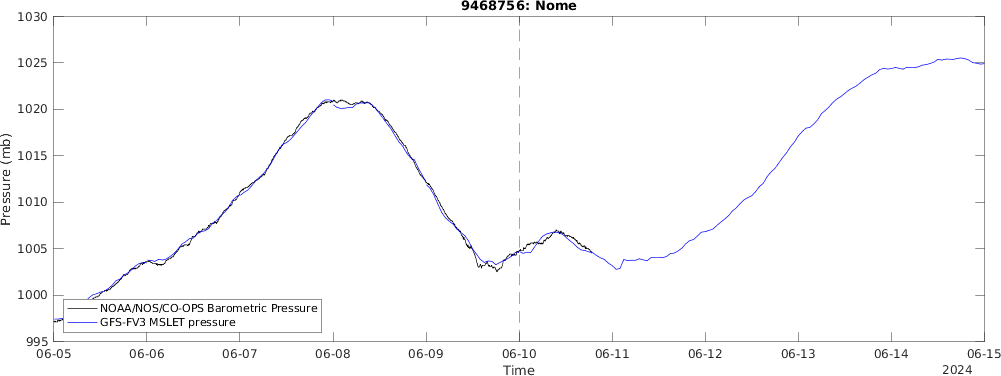 9468756: Nome
Pressure (mb)
1030
1025
1020
1015
1010
1005
1000
995
NOAA/NOS/CO-OPS Barometric Pressure
GFS-FV3 MSLET pressure
06-05 06-06 06-07 06-08 06-09 06-10 06-11 06-12 06-13 06-14 06-15
Time
2024